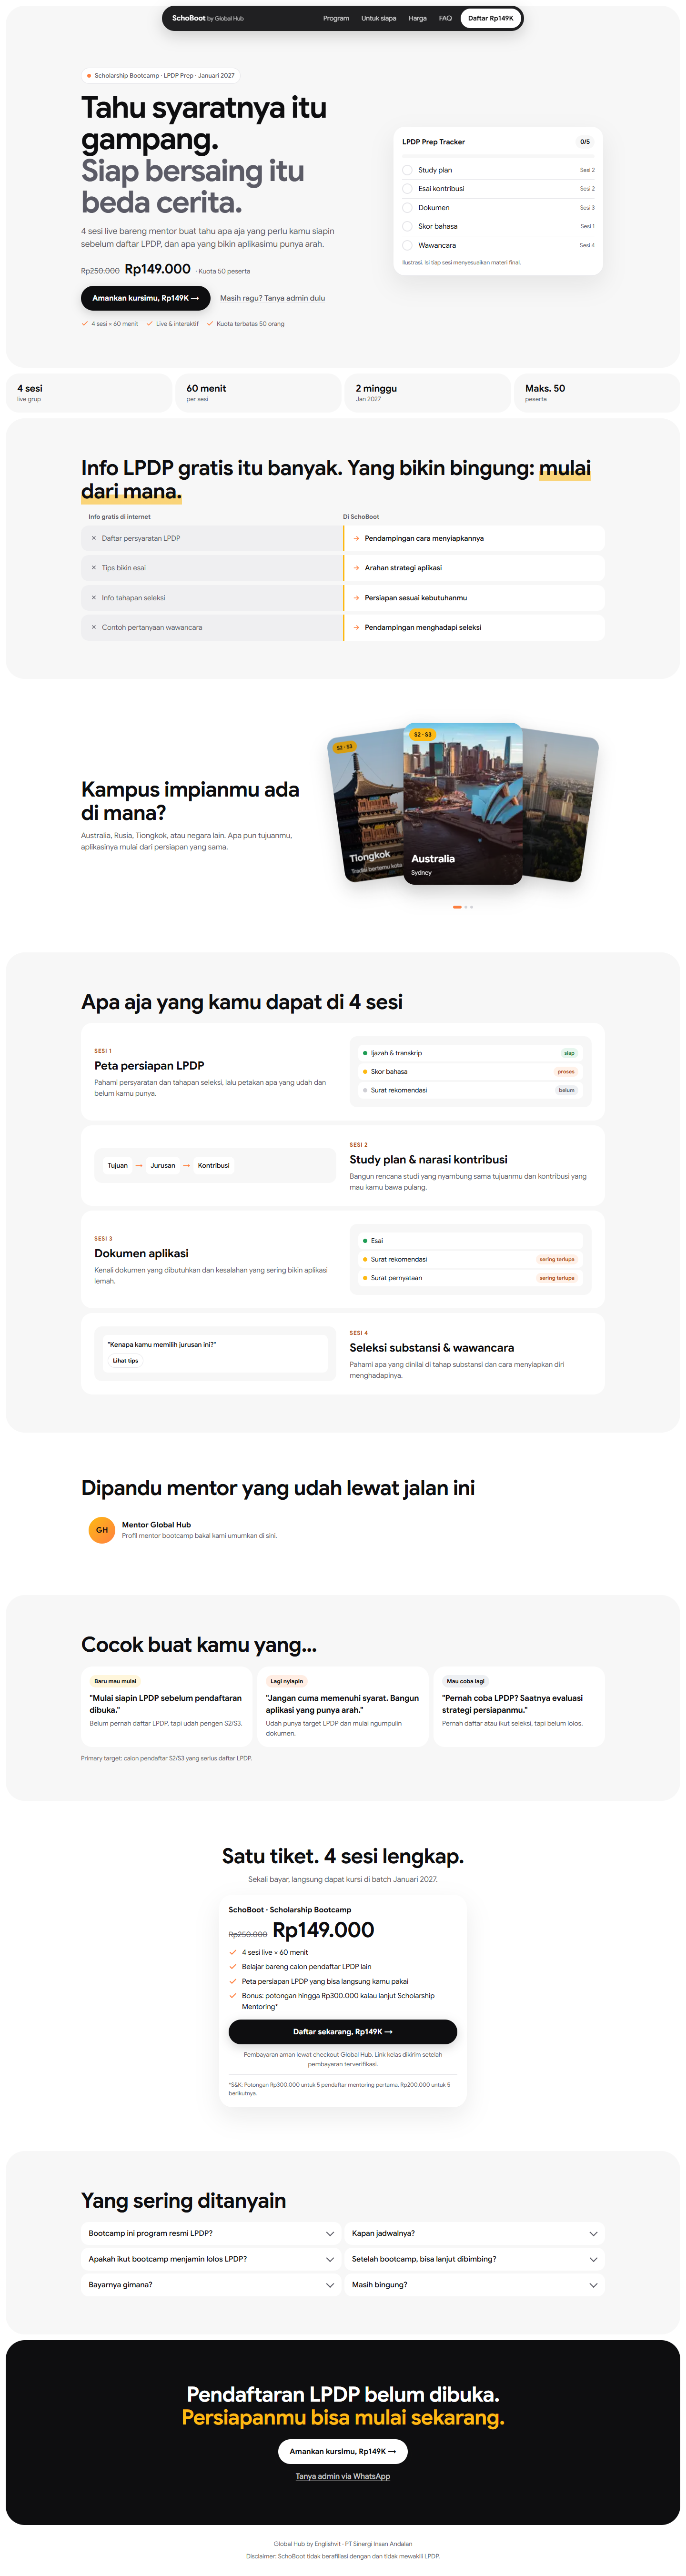 SchoBoot by Global Hub
Program
Untuk siapa
Harga
FAQ
Daftar Rp149K
Scholarship Bootcamp · LPDP Prep · Januari 2027
Tahu syaratnya itu
gampang.
Siap bersaing itu
beda cerita.
4 sesi live bareng mentor buat tahu apa aja yang perlu kamu siapin
sebelum daftar LPDP, dan apa yang bikin aplikasimu punya arah.
Rp250.000 Rp149.000 · Kuota 50 peserta
Amankan kursimu, Rp149K →
Masih ragu? Tanya admin dulu
4 sesi × 60 menit
Live & interaktif
Kuota terbatas 50 orang
LPDP Prep Tracker
0/5
Study plan
Sesi 2
Esai kontribusi
Sesi 2
Dokumen
Sesi 3
Skor bahasa
Sesi 1
Wawancara
Sesi 4
Ilustrasi. Isi tiap sesi menyesuaikan materi final.
4 sesi
live grup
60 menit
per sesi
2 minggu
Jan 2027
Maks. 50
peserta
Info LPDP gratis itu banyak. Yang bikin bingung: mulai
dari mana.
Info gratis di internet
Di SchoBoot
× Daftar persyaratan LPDP
→ Pendampingan cara menyiapkannya
× Tips bikin esai
→ Arahan strategi aplikasi
× Info tahapan seleksi
→ Persiapan sesuai kebutuhanmu
× Contoh pertanyaan wawancara
→ Pendampingan menghadapi seleksi
Kampus impianmu ada
di mana?
Australia, Rusia, Tiongkok, atau negara lain. Apa pun tujuanmu,
aplikasinya mulai dari persiapan yang sama.
S2 · S3
Tiongkok
Tradisi bertemu kota
S2 · S3
Australia
Sydney
Apa aja yang kamu dapat di 4 sesi
SESI 1
Peta persiapan LPDP
Pahami persyaratan dan tahapan seleksi, lalu petakan apa yang udah dan
belum kamu punya.
Ijazah & transkrip
siap
Skor bahasa
proses
Surat rekomendasi
belum
Tujuan → Jurusan → Kontribusi
SESI 2
Study plan & narasi kontribusi
Bangun rencana studi yang nyambung sama tujuanmu dan kontribusi yang
mau kamu bawa pulang.
SESI 3
Dokumen aplikasi
Kenali dokumen yang dibutuhkan dan kesalahan yang sering bikin aplikasi
lemah.
Esai
Surat rekomendasi
sering terlupa
Surat pernyataan
sering terlupa
"Kenapa kamu memilih jurusan ini?"
Lihat tips
SESI 4
Seleksi substansi & wawancara
Pahami apa yang dinilai di tahap substansi dan cara menyiapkan diri
menghadapinya.
Dipandu mentor yang udah lewat jalan ini
GH
Mentor Global Hub
Profil mentor bootcamp bakal kami umumkan di sini.
Cocok buat kamu yang...
Baru mau mulai
"Mulai siapin LPDP sebelum pendaftaran
dibuka."
Belum pernah daftar LPDP, tapi udah pengen S2/S3.
Lagi nyiapin
"Jangan cuma memenuhi syarat. Bangun
aplikasi yang punya arah."
Udah punya target LPDP dan mulai ngumpulin
dokumen.
Mau coba lagi
"Pernah coba LPDP? Saatnya evaluasi
strategi persiapanmu."
Pernah daftar atau ikut seleksi, tapi belum lolos.
Primary target: calon pendaftar S2/S3 yang serius daftar LPDP.
Satu tiket. 4 sesi lengkap.
Sekali bayar, langsung dapat kursi di batch Januari 2027.
SchoBoot · Scholarship Bootcamp
Rp250.000 Rp149.000
4 sesi live × 60 menit
Belajar bareng calon pendaftar LPDP lain
Peta persiapan LPDP yang bisa langsung kamu pakai
Bonus: potongan hingga Rp300.000 kalau lanjut Scholarship
Mentoring*
Daftar sekarang, Rp149K →
Pembayaran aman lewat checkout Global Hub. Link kelas dikirim setelah
pembayaran terverifikasi.
*S&K: Potongan Rp300.000 untuk 5 pendaftar mentoring pertama, Rp200.000 untuk 5
berikutnya.
Yang sering ditanyain
Bootcamp ini program resmi LPDP?
Kapan jadwalnya?
Apakah ikut bootcamp menjamin lolos LPDP?
Setelah bootcamp, bisa lanjut dibimbing?
Bayarnya gimana?
Masih bingung?
Pendaftaran LPDP belum dibuka.
Persiapanmu bisa mulai sekarang.
Amankan kursimu, Rp149K →
Tanya admin via WhatsApp
Global Hub by Englishvit · PT Sinergi Insan Andalan
Disclaimer: SchoBoot tidak berafiliasi dengan dan tidak mewakili LPDP.